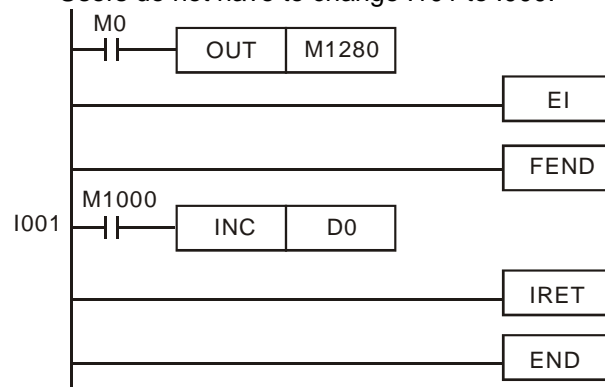 Users do not have to change I101 to I000.
M0
OUT M1280
EI
FEND
M1000
I001
INC D0
IRET
END